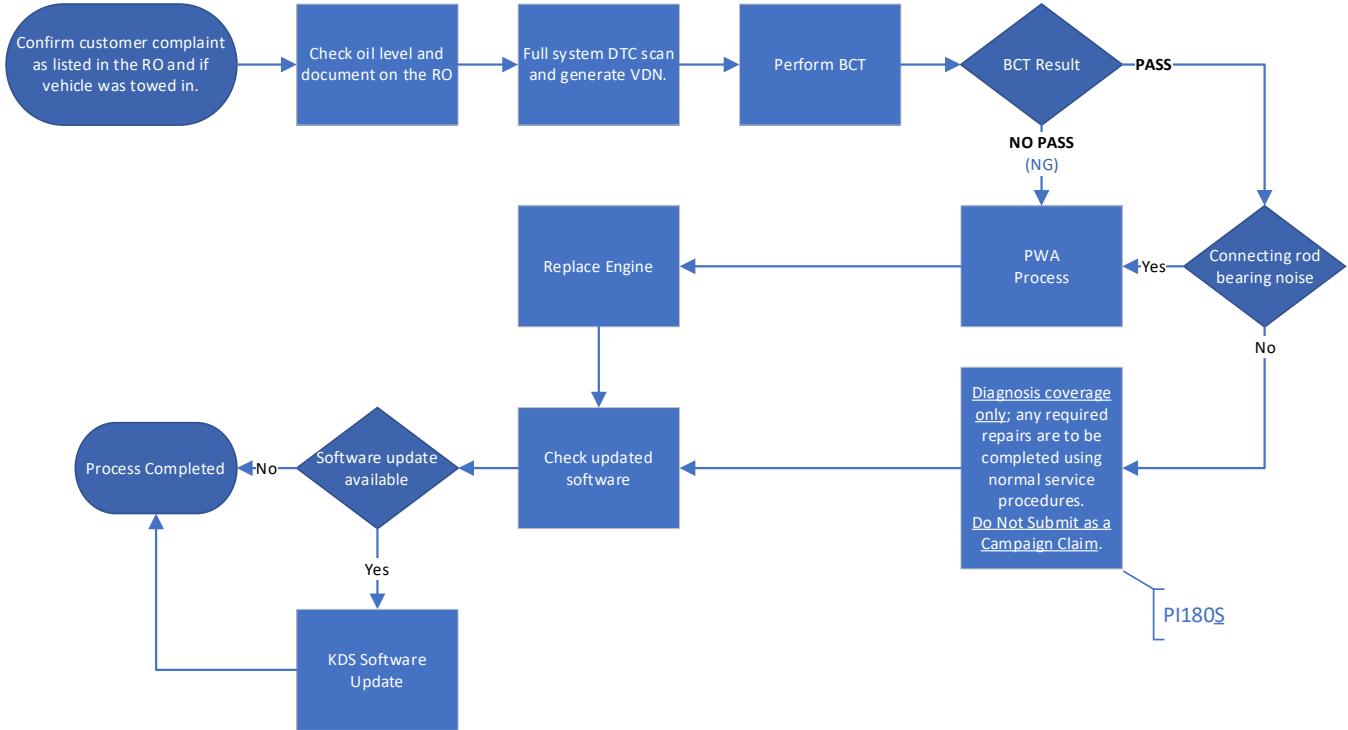 Confirm customer complaint
as listed in the RO and if
vehicle was towed in.
Check oil level and
document on the RO
Full system DTC scan
and generate VDN.
Perform BCT
BCT Result
PASS
NO PASS
(NG)
Replace Engine
PWA
Process
Yes
Connecting rod
bearing noise
No
Diagnosis coverage
only; any required
repairs are to be
completed using
normal service
procedures.
Do Not Submit as a
Campaign Claim.
Process Completed
No
Software update
available
Check updated
software
Yes
PI180S
KDS Software
Update